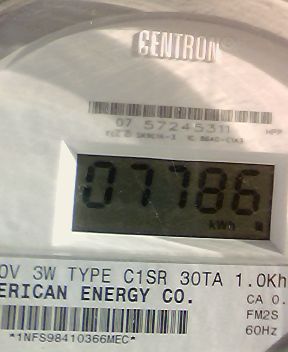 CENTRON®
07 57245311
07786
kWh
0V 3W TYPE C1SR 30TA 1.0Kh
ERICAN ENERGY CO.
CA 0.
FM2S
60Hz
*1NFS98410366MEC*